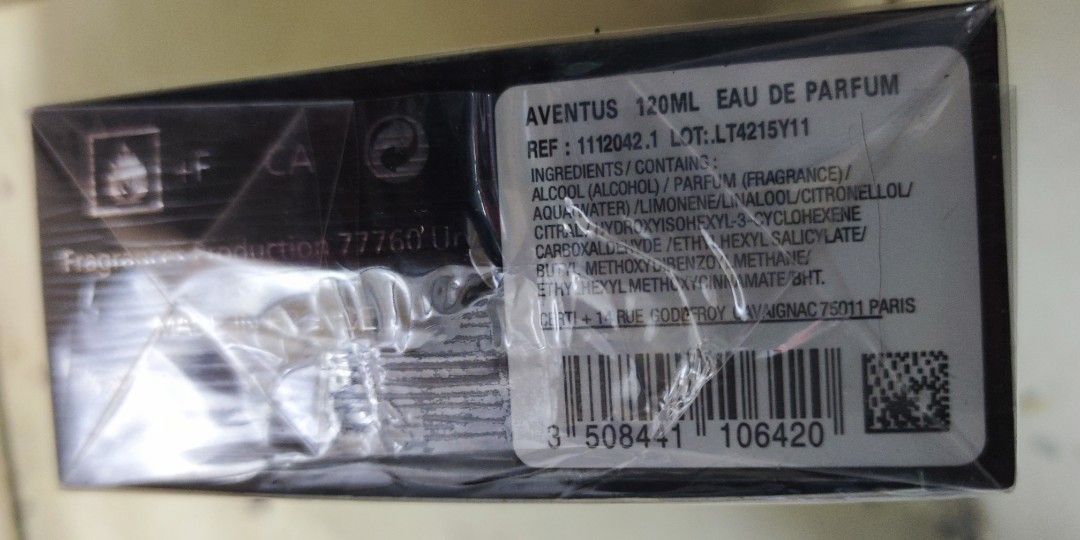 AVENTUS 120ML EAU DE PARFUM
REF : 1112042.1 LOT:.LT4215Y11
INGREDIENTS / CONTAINS :
ALCOOL (ALCOHOL) / PARFUM (FRAGRANCE) /
AQUA(WATER) /LIMONENE/LINALOOL/CITRONELLOL/
CITRAL/ HYDROXYISOHEXYL-3-CYCLOHEXENE
CARBOXALDEHYDE /ETHYLHEXYL SALICYLATE/
BUTYL METHOXYDIBENZOYLMETHANE/
ETHYLHEXYL METHOXYCINNAMATE/BHT.
CERTI + 14 RUE GODEFROY CAVAIGNAC 75011 PARIS
3 508441 106420
CA
Production 77760